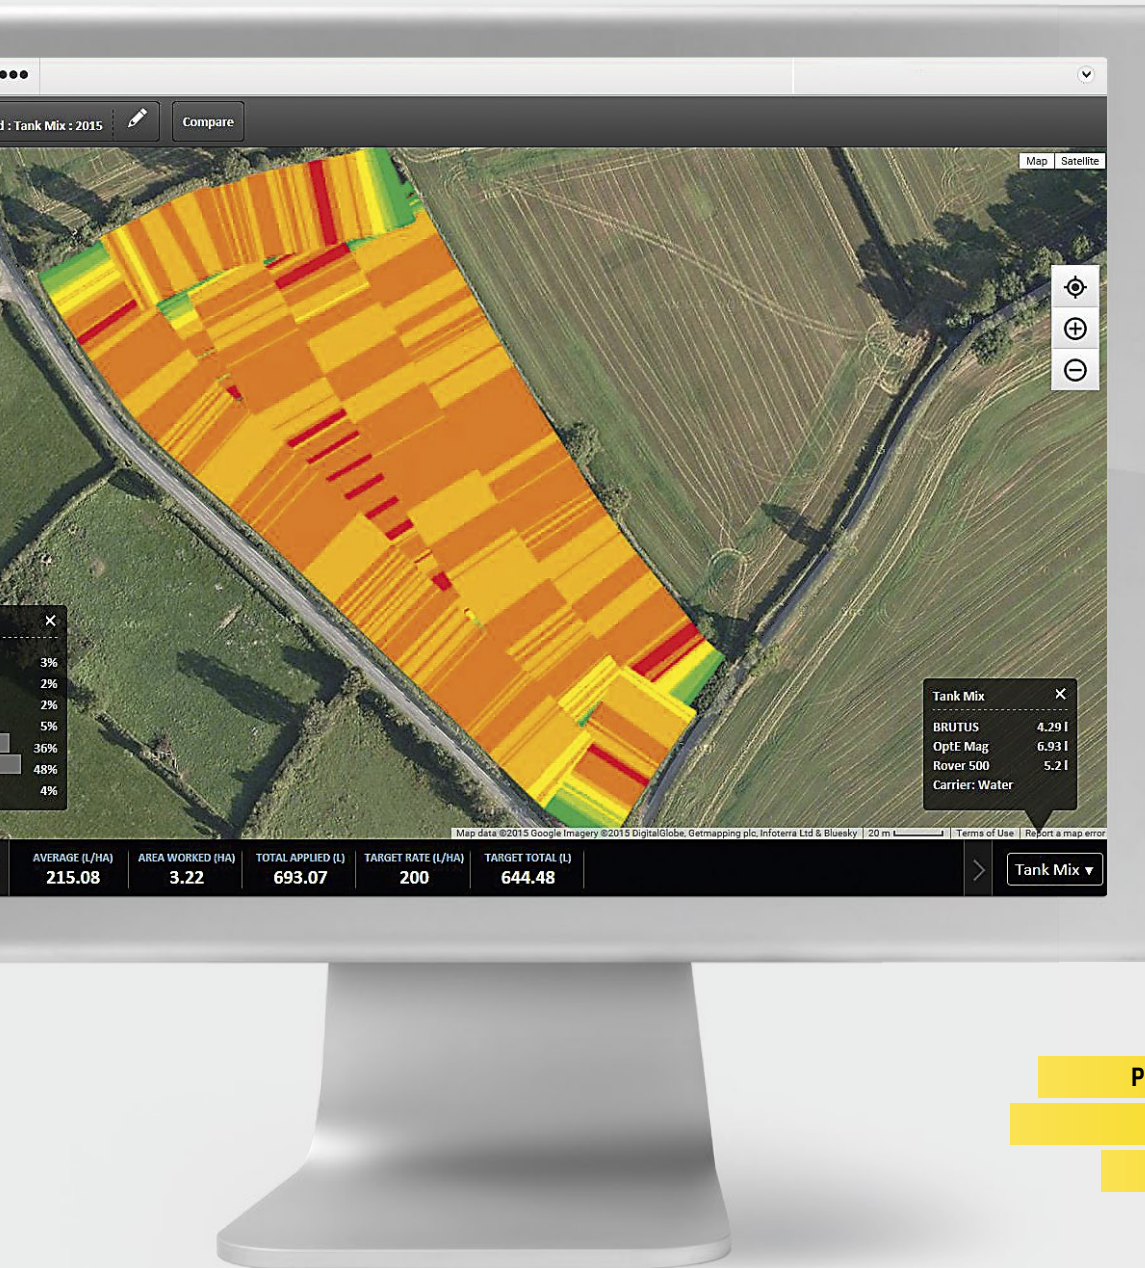 d : Tank Mix : 2015
Compare
Map
Satellite
3%
2%
2%
5%
36%
48%
4%
Tank Mix
BRUTUS 4.29 l
OptE Mag 6.93 l
Rover 500 5.2 l
Carrier: Water
Map data ©2015 Google Imagery ©2015 DigitalGlobe, Getmapping plc, Infoterra Ltd & Bluesky
20 m
Terms of Use
Report a map error
AVERAGE (L/HA)
215.08
AREA WORKED (HA)
3.22
TOTAL APPLIED (L)
693.07
TARGET RATE (L/HA)
200
TARGET TOTAL (L)
644.48
Tank Mix ▾
P